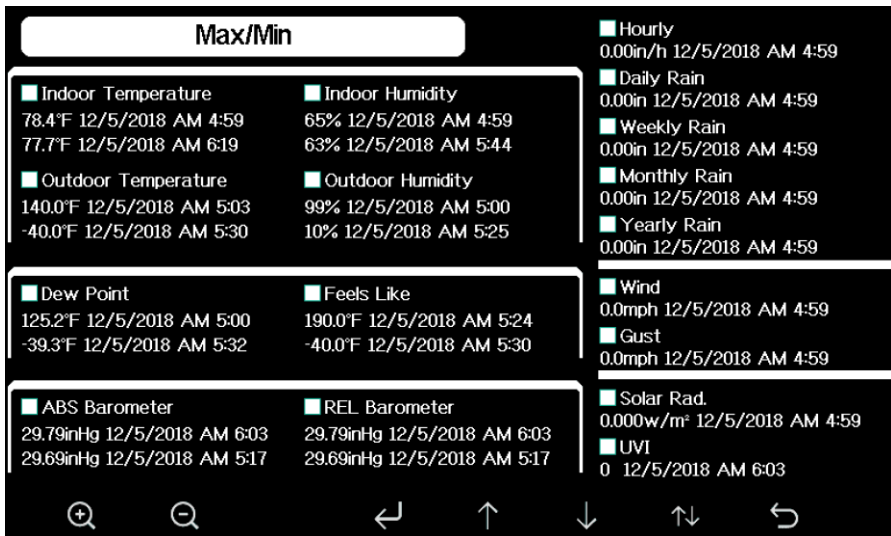 Max/Min
Indoor Temperature
78.4°F 12/5/2018 AM 4:59
77.7°F 12/5/2018 AM 6:19
Indoor Humidity
65% 12/5/2018 AM 4:59
63% 12/5/2018 AM 5:44
Outdoor Temperature
140.0°F 12/5/2018 AM 5:03
-40.0°F 12/5/2018 AM 5:30
Outdoor Humidity
99% 12/5/2018 AM 5:00
10% 12/5/2018 AM 5:25
Dew Point
125.2°F 12/5/2018 AM 5:00
-39.3°F 12/5/2018 AM 5:32
Feels Like
190.0°F 12/5/2018 AM 5:24
-40.0°F 12/5/2018 AM 5:30
ABS Barometer
29.79inHg 12/5/2018 AM 6:03
29.69inHg 12/5/2018 AM 5:17
REL Barometer
29.79inHg 12/5/2018 AM 6:03
29.69inHg 12/5/2018 AM 5:17
Hourly
0.00in/h 12/5/2018 AM 4:59
Daily Rain
0.00in 12/5/2018 AM 4:59
Weekly Rain
0.00in 12/5/2018 AM 4:59
Monthly Rain
0.00in 12/5/2018 AM 4:59
Yearly Rain
0.00in 12/5/2018 AM 4:59
Wind
0.0mph 12/5/2018 AM 4:59
Gust
0.0mph 12/5/2018 AM 4:59
Solar Rad.
0.000w/m² 12/5/2018 AM 4:59
UVI
0 12/5/2018 AM 6:03